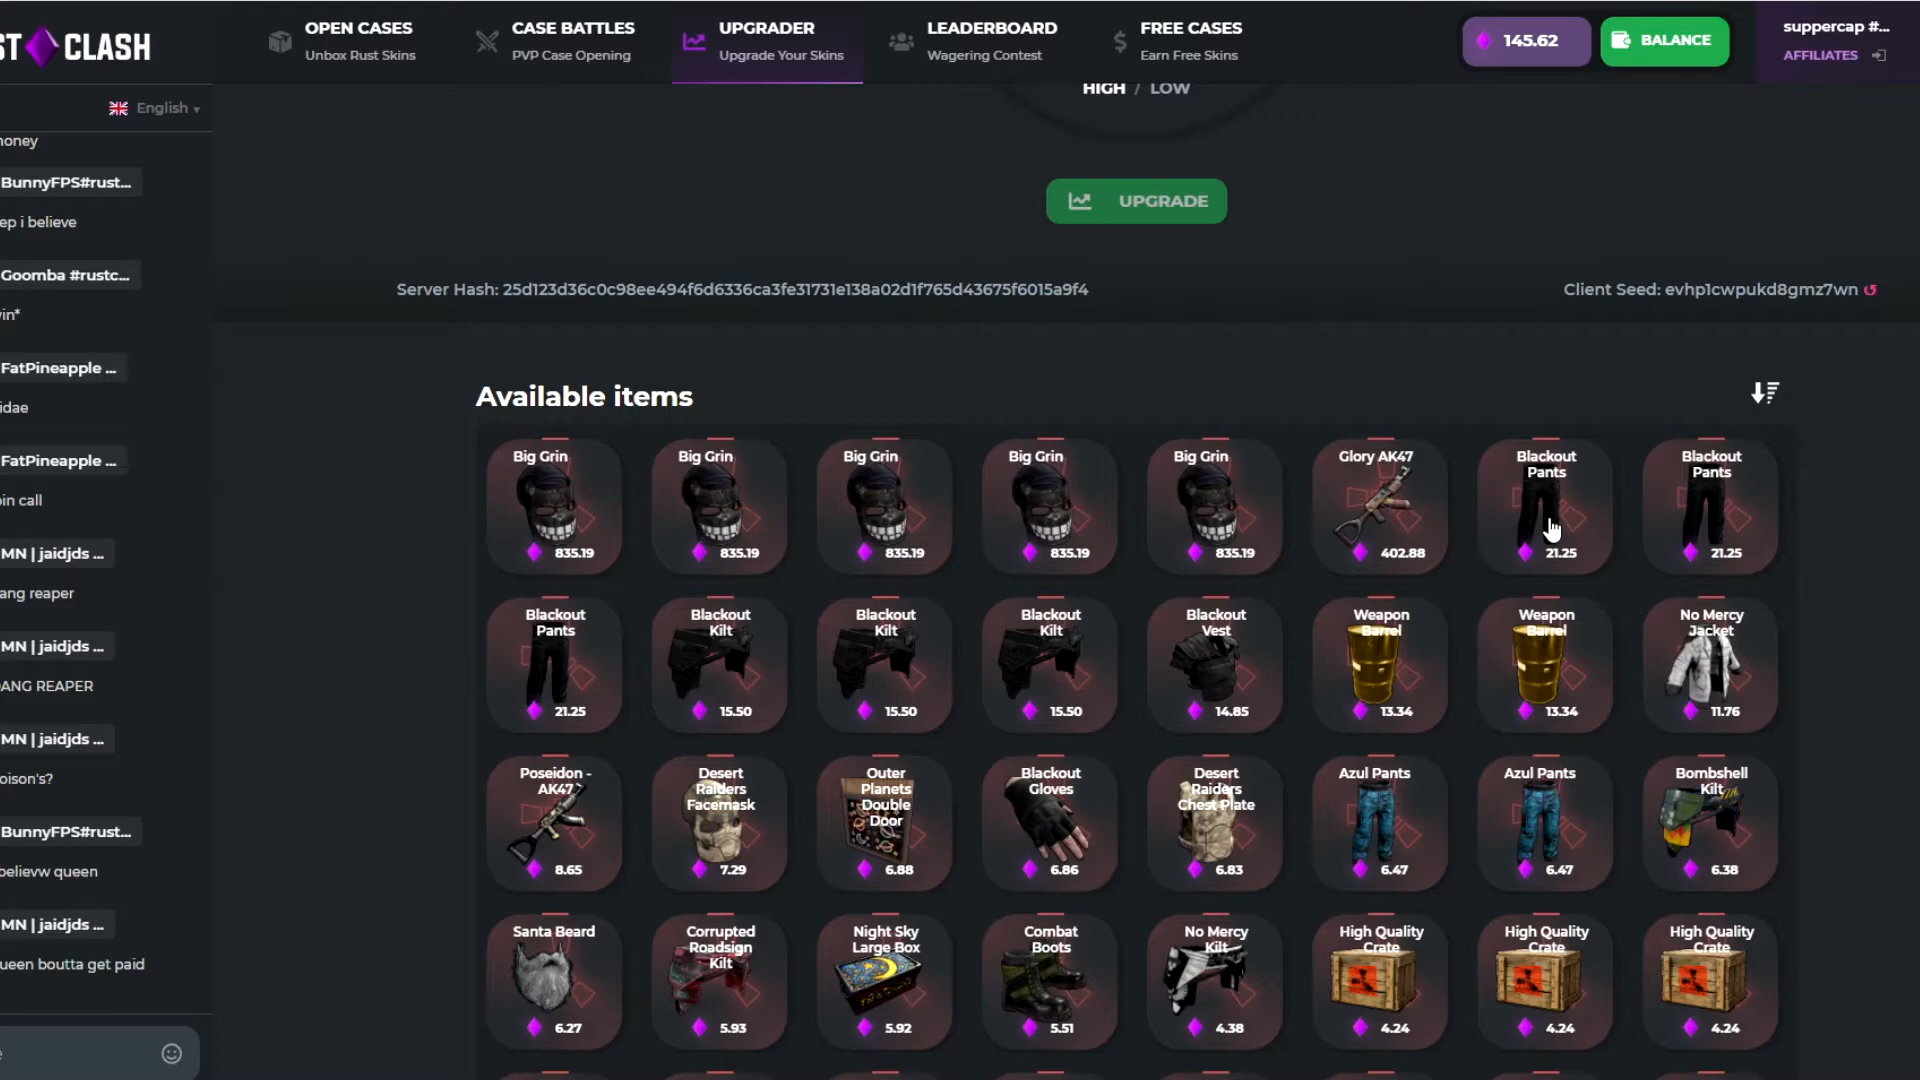 ST CLASH
OPEN CASES
Unbox Rust Skins
CASE BATTLES
PVP Case Opening
UPGRADER
Upgrade Your Skins
LEADERBOARD
Wagering Contest
FREE CASES
Earn Free Skins
145.62
BALANCE
suppercap #...
AFFILIATES
English
HIGH / LOW
UPGRADE
Server Hash: 25d123d36c0c98ee494f6d6336ca3fe31731e138a02d1f765d43675f6015a9f4
Client Seed: evhp1cwpukd8gmz7wn
oney
BunnyFPS#rust...
ep i believe
Goomba #rustc...
in*
FatPineapple ...
idae
FatPineapple ...
in call
MN | jaidjds ...
ang reaper
MN | jaidjds ...
ANG REAPER
MN | jaidjds ...
oison's?
BunnyFPS#rust...
believw queen
MN | jaidjds ...
ueen boutta get paid
Available items
Big Grin
835.19
Big Grin
835.19
Big Grin
835.19
Big Grin
835.19
Big Grin
835.19
Glory AK47
402.88
Blackout
Pants
21.25
Blackout
Pants
21.25
Blackout
Pants
21.25
Blackout
Kilt
15.50
Blackout
Kilt
15.50
Blackout
Kilt
15.50
Blackout
Vest
14.85
Weapon
Barrel
13.34
Weapon
Barrel
13.34
No Mercy
Jacket
11.76
Poseidon -
AK47
8.65
Desert
Raiders
Facemask
7.29
Outer
Planets
Double
Door
6.88
Blackout
Gloves
6.86
Desert
Raiders
Chest Plate
6.83
Azul Pants
6.47
Azul Pants
6.47
Bombshell
Kilt
6.38
Santa Beard
6.27
Corrupted
Roadsign
Kilt
5.93
Night Sky
Large Box
5.92
Combat
Boots
5.51
No Mercy
Kilt
4.38
High Quality
Crate
4.24
High Quality
Crate
4.24
High Quality
Crate
4.24